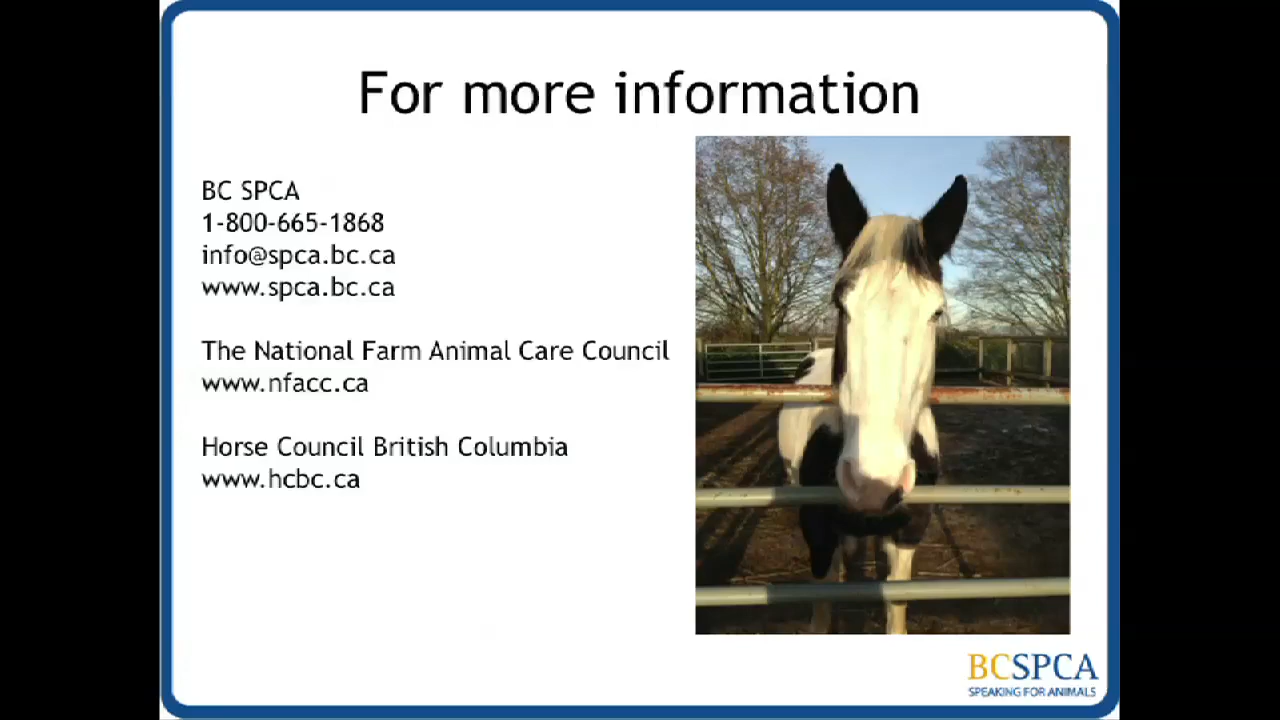 For more information
BC SPCA
1-800-665-1868
info@spca.bc.ca
www.spca.bc.ca
The National Farm Animal Care Council
www.nfacc.ca
Horse Council British Columbia
www.hcbc.ca
BCSPCA
SPEAKING FOR ANIMALS